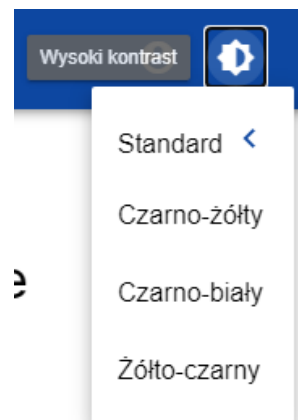 Wysoki kontrast
Standard
Czarno-żółty
e
Czarno-biały
Żółto-czarny